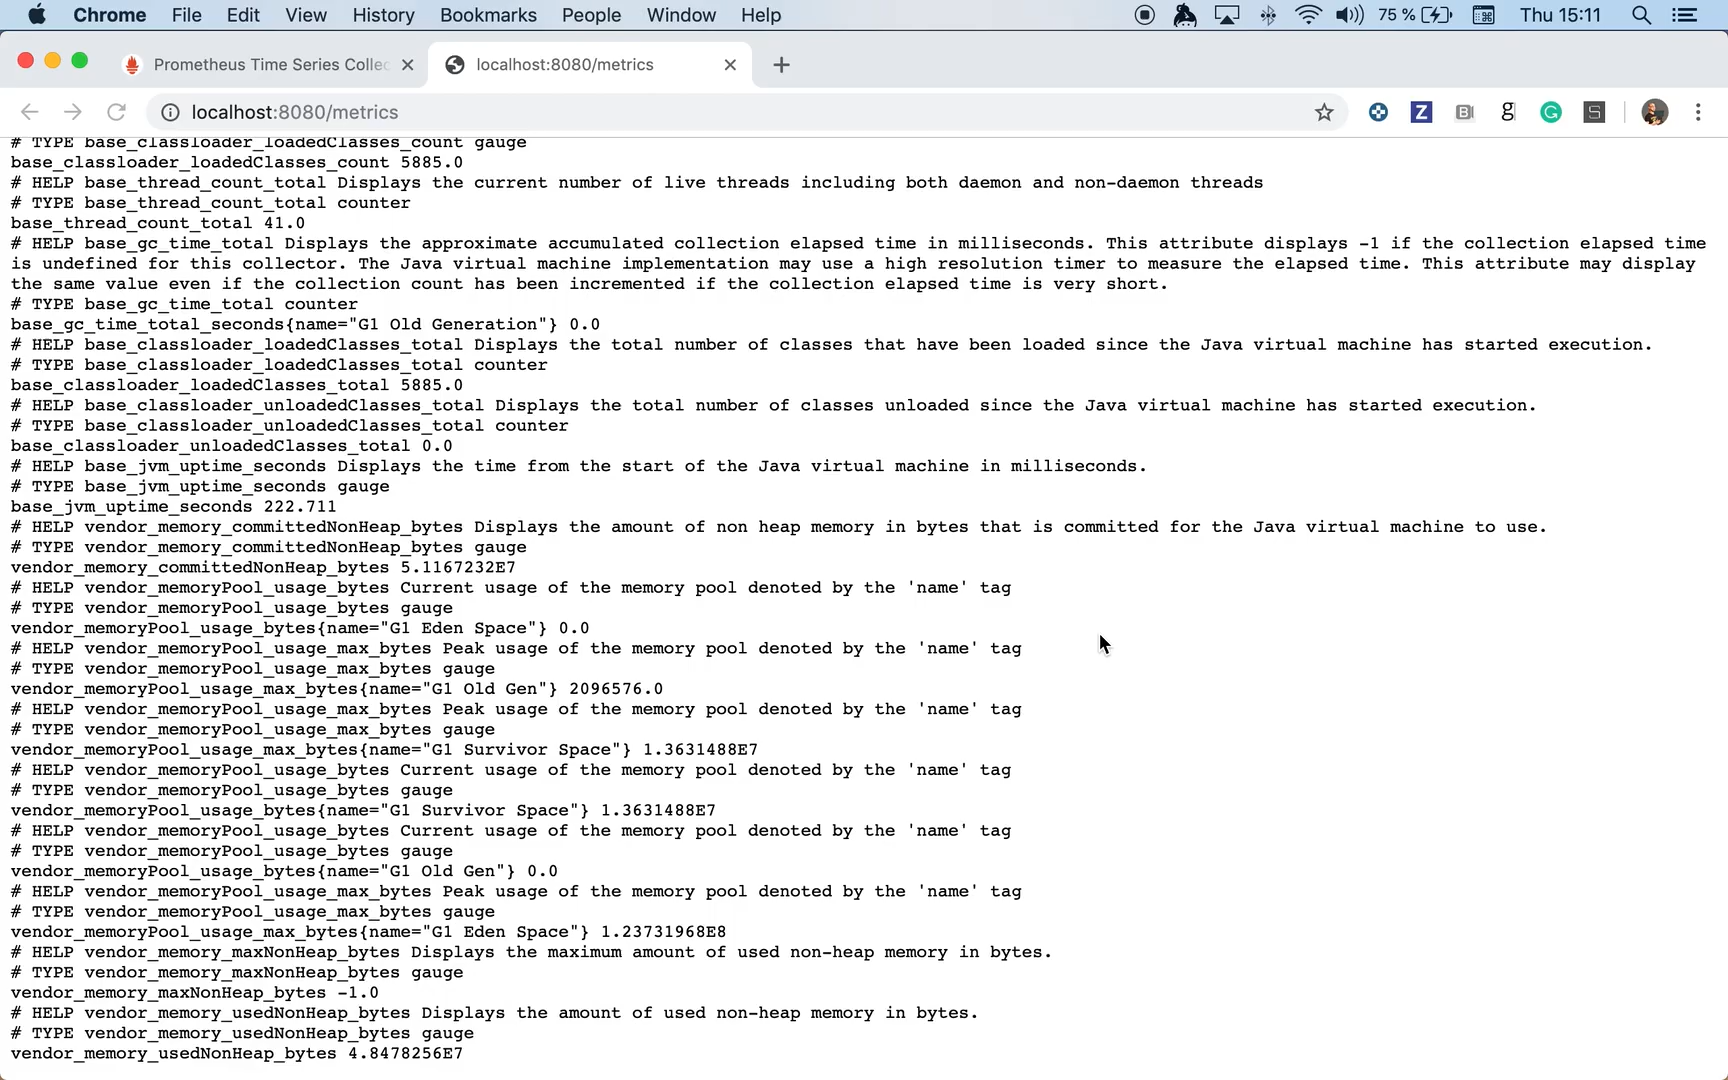 Chrome File Edit View History Bookmarks People Window Help 75 % Thu 15:11
Prometheus Time Series Collec localhost:8080/metrics
localhost:8080/metrics
# TYPE base_classloader_loadedClasses_count gauge
base_classloader_loadedClasses_count 5885.0
# HELP base_thread_count_total Displays the current number of live threads including both daemon and non-daemon threads
# TYPE base_thread_count_total counter
base_thread_count_total 41.0
# HELP base_gc_time_total Displays the approximate accumulated collection elapsed time in milliseconds. This attribute displays -1 if the collection elapsed time
is undefined for this collector. The Java virtual machine implementation may use a high resolution timer to measure the elapsed time. This attribute may display
the same value even if the collection count has been incremented if the collection elapsed time is very short.
# TYPE base_gc_time_total counter
base_gc_time_total_seconds{name="G1 Old Generation"} 0.0
# HELP base_classloader_loadedClasses_total Displays the total number of classes that have been loaded since the Java virtual machine has started execution.
# TYPE base_classloader_loadedClasses_total counter
base_classloader_loadedClasses_total 5885.0
# HELP base_classloader_unloadedClasses_total Displays the total number of classes unloaded since the Java virtual machine has started execution.
# TYPE base_classloader_unloadedClasses_total counter
base_classloader_unloadedClasses_total 0.0
# HELP base_jvm_uptime_seconds Displays the time from the start of the Java virtual machine in milliseconds.
# TYPE base_jvm_uptime_seconds gauge
base_jvm_uptime_seconds 222.711
# HELP vendor_memory_committedNonHeap_bytes Displays the amount of non heap memory in bytes that is committed for the Java virtual machine to use.
# TYPE vendor_memory_committedNonHeap_bytes gauge
vendor_memory_committedNonHeap_bytes 5.1167232E7
# HELP vendor_memoryPool_usage_bytes Current usage of the memory pool denoted by the 'name' tag
# TYPE vendor_memoryPool_usage_bytes gauge
vendor_memoryPool_usage_bytes{name="G1 Eden Space"} 0.0
# HELP vendor_memoryPool_usage_max_bytes Peak usage of the memory pool denoted by the 'name' tag
# TYPE vendor_memoryPool_usage_max_bytes gauge
vendor_memoryPool_usage_max_bytes{name="G1 Old Gen"} 2096576.0
# HELP vendor_memoryPool_usage_max_bytes Peak usage of the memory pool denoted by the 'name' tag
# TYPE vendor_memoryPool_usage_max_bytes gauge
vendor_memoryPool_usage_max_bytes{name="G1 Survivor Space"} 1.3631488E7
# HELP vendor_memoryPool_usage_bytes Current usage of the memory pool denoted by the 'name' tag
# TYPE vendor_memoryPool_usage_bytes gauge
vendor_memoryPool_usage_bytes{name="G1 Survivor Space"} 1.3631488E7
# HELP vendor_memoryPool_usage_bytes Current usage of the memory pool denoted by the 'name' tag
# TYPE vendor_memoryPool_usage_bytes gauge
vendor_memoryPool_usage_bytes{name="G1 Old Gen"} 0.0
# HELP vendor_memoryPool_usage_max_bytes Peak usage of the memory pool denoted by the 'name' tag
# TYPE vendor_memoryPool_usage_max_bytes gauge
vendor_memoryPool_usage_max_bytes{name="G1 Eden Space"} 1.23731968E8
# HELP vendor_memory_maxNonHeap_bytes Displays the maximum amount of used non-heap memory in bytes.
# TYPE vendor_memory_maxNonHeap_bytes gauge
vendor_memory_maxNonHeap_bytes -1.0
# HELP vendor_memory_usedNonHeap_bytes Displays the amount of used non-heap memory in bytes.
# TYPE vendor_memory_usedNonHeap_bytes gauge
vendor_memory_usedNonHeap_bytes 4.8478256E7